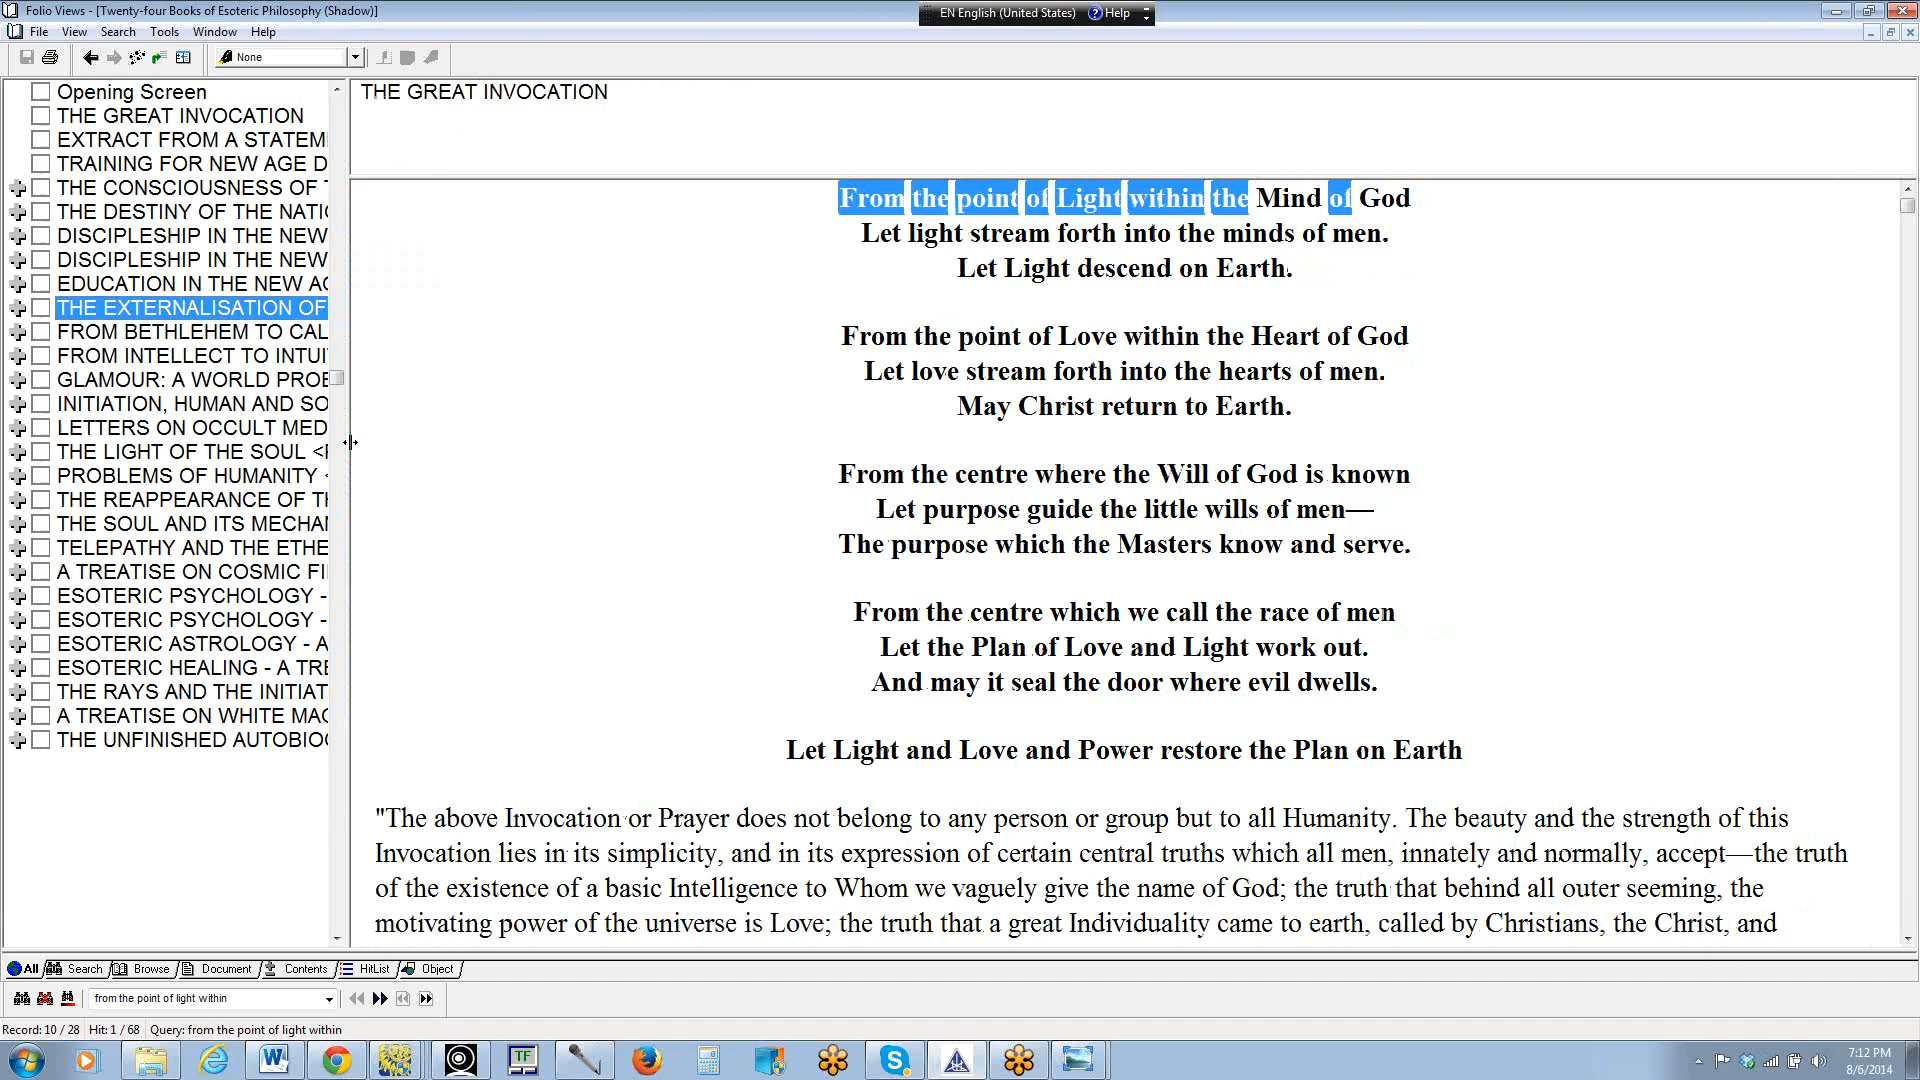 Folio Views - [Twenty-four Books of Esoteric Philosophy (Shadow)]
EN English (United States) Help
File View Search Tools Window Help
None
Opening Screen
THE GREAT INVOCATION
EXTRACT FROM A STATEM
TRAINING FOR NEW AGE D
THE CONSCIOUSNESS OF
THE DESTINY OF THE NATIO
DISCIPLESHIP IN THE NEW
DISCIPLESHIP IN THE NEW
EDUCATION IN THE NEW AG
THE EXTERNALISATION OF
FROM BETHLEHEM TO CAL
FROM INTELLECT TO INTUI
GLAMOUR: A WORLD PROB
INITIATION, HUMAN AND SO
LETTERS ON OCCULT MED
THE LIGHT OF THE SOUL <P
PROBLEMS OF HUMANITY <
THE REAPPEARANCE OF TH
THE SOUL AND ITS MECHAN
TELEPATHY AND THE ETHE
A TREATISE ON COSMIC FI
ESOTERIC PSYCHOLOGY -
ESOTERIC PSYCHOLOGY -
ESOTERIC ASTROLOGY - A
ESOTERIC HEALING - A TRE
THE RAYS AND THE INITIAT
A TREATISE ON WHITE MAG
THE UNFINISHED AUTOBIO
THE GREAT INVOCATION
From the point of Light within the Mind of God
Let light stream forth into the minds of men.
Let Light descend on Earth.
From the point of Love within the Heart of God
Let love stream forth into the hearts of men.
May Christ return to Earth.
From the centre where the Will of God is known
Let purpose guide the little wills of men—
The purpose which the Masters know and serve.
From the centre which we call the race of men
Let the Plan of Love and Light work out.
And may it seal the door where evil dwells.
Let Light and Love and Power restore the Plan on Earth
"The above Invocation or Prayer does not belong to any person or group but to all Humanity. The beauty and the strength of this
Invocation lies in its simplicity, and in its expression of certain central truths which all men, innately and normally, accept—the truth
of the existence of a basic Intelligence to Whom we vaguely give the name of God; the truth that behind all outer seeming, the
motivating power of the universe is Love; the truth that a great Individuality came to earth, called by Christians, the Christ, and
All Search Browse Document Contents HitList Object
from the point of light within
Record: 10 / 28 Hit: 1 / 68 Query: from the point of light within
TF
7:12 PM
8/6/2014